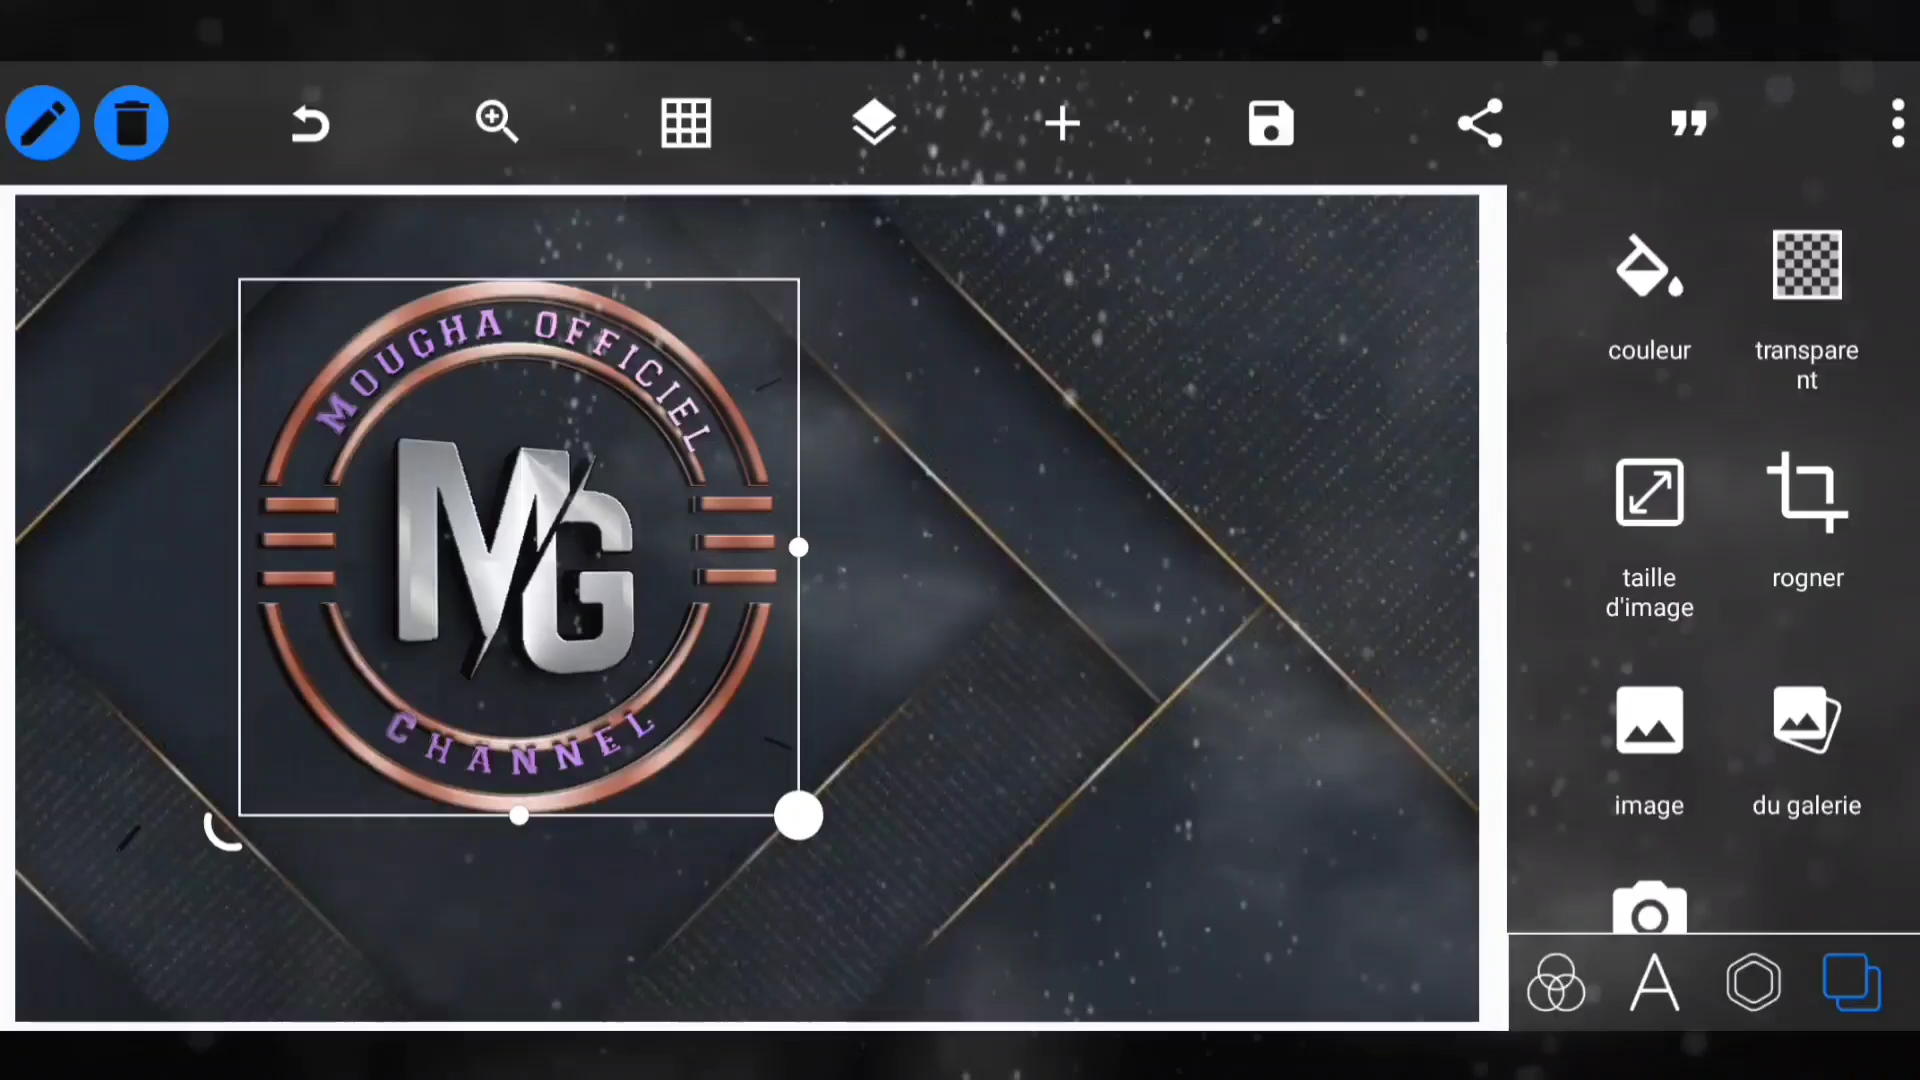 MOUGHA OFFICIEL
MG
CHANNEL
couleur
transpare
nt
taille
d'image
rogner
image
du galerie